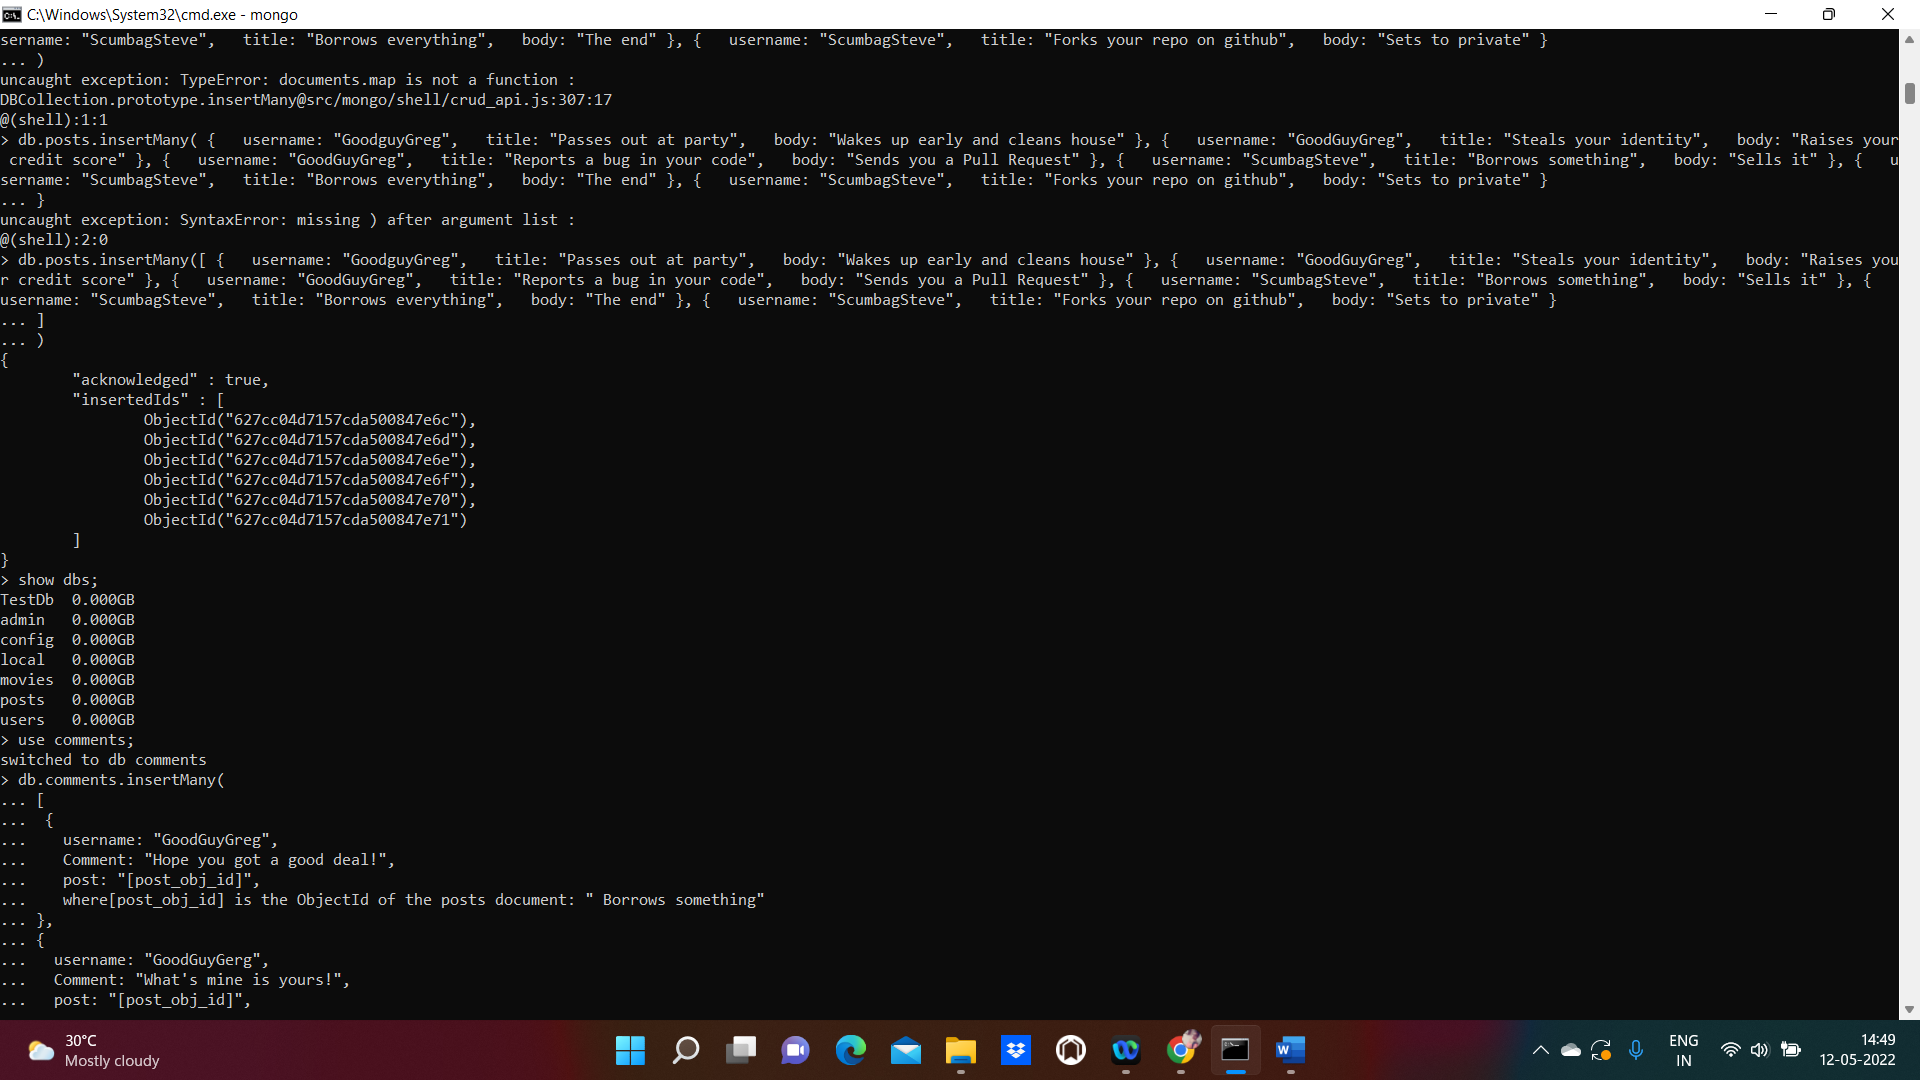 C:\Windows\System32\cmd.exe - mongo
sername: "ScumbagSteve",   title: "Borrows everything",   body: "The end" }, {   username: "ScumbagSteve",   title: "Forks your repo on github",   body: "Sets to private" }
... )
uncaught exception: TypeError: documents.map is not a function :
DBCollection.prototype.insertMany@src/mongo/shell/crud_api.js:307:17
@(shell):1:1
> db.posts.insertMany( {   username: "GoodguyGreg",   title: "Passes out at party",   body: "Wakes up early and cleans house" }, {   username: "GoodGuyGreg",   title: "Steals your identity",   body: "Raises your
 credit score" }, {   username: "GoodGuyGreg",   title: "Reports a bug in your code",   body: "Sends you a Pull Request" }, {   username: "ScumbagSteve",   title: "Borrows something",   body: "Sells it" }, {   u
sername: "ScumbagSteve",   title: "Borrows everything",   body: "The end" }, {   username: "ScumbagSteve",   title: "Forks your repo on github",   body: "Sets to private" }
... }
uncaught exception: SyntaxError: missing ) after argument list :
@(shell):2:0
> db.posts.insertMany([ {   username: "GoodguyGreg",   title: "Passes out at party",   body: "Wakes up early and cleans house" }, {   username: "GoodGuyGreg",   title: "Steals your identity",   body: "Raises you
r credit score" }, {   username: "GoodGuyGreg",   title: "Reports a bug in your code",   body: "Sends you a Pull Request" }, {   username: "ScumbagSteve",   title: "Borrows something",   body: "Sells it" }, {
username: "ScumbagSteve",   title: "Borrows everything",   body: "The end" }, {   username: "ScumbagSteve",   title: "Forks your repo on github",   body: "Sets to private" }
... ]
... )
{
        "acknowledged" : true,
        "insertedIds" : [
                ObjectId("627cc04d7157cda500847e6c"),
                ObjectId("627cc04d7157cda500847e6d"),
                ObjectId("627cc04d7157cda500847e6e"),
                ObjectId("627cc04d7157cda500847e6f"),
                ObjectId("627cc04d7157cda500847e70"),
                ObjectId("627cc04d7157cda500847e71")
        ]
}
> show dbs;
TestDb  0.000GB
admin   0.000GB
config  0.000GB
local   0.000GB
movies  0.000GB
posts   0.000GB
users   0.000GB
> use comments;
switched to db comments
> db.comments.insertMany(
... [
...  {
...    username: "GoodGuyGreg",
...    Comment: "Hope you got a good deal!",
...    post: "[post_obj_id]",
...    where[post_obj_id] is the ObjectId of the posts document: " Borrows something"
... },
... {
...   username: "GoodGuyGerg",
...   Comment: "What's mine is yours!",
...   post: "[post_obj_id]",
30°C
Mostly cloudy
ENG
IN
14:49
12-05-2022